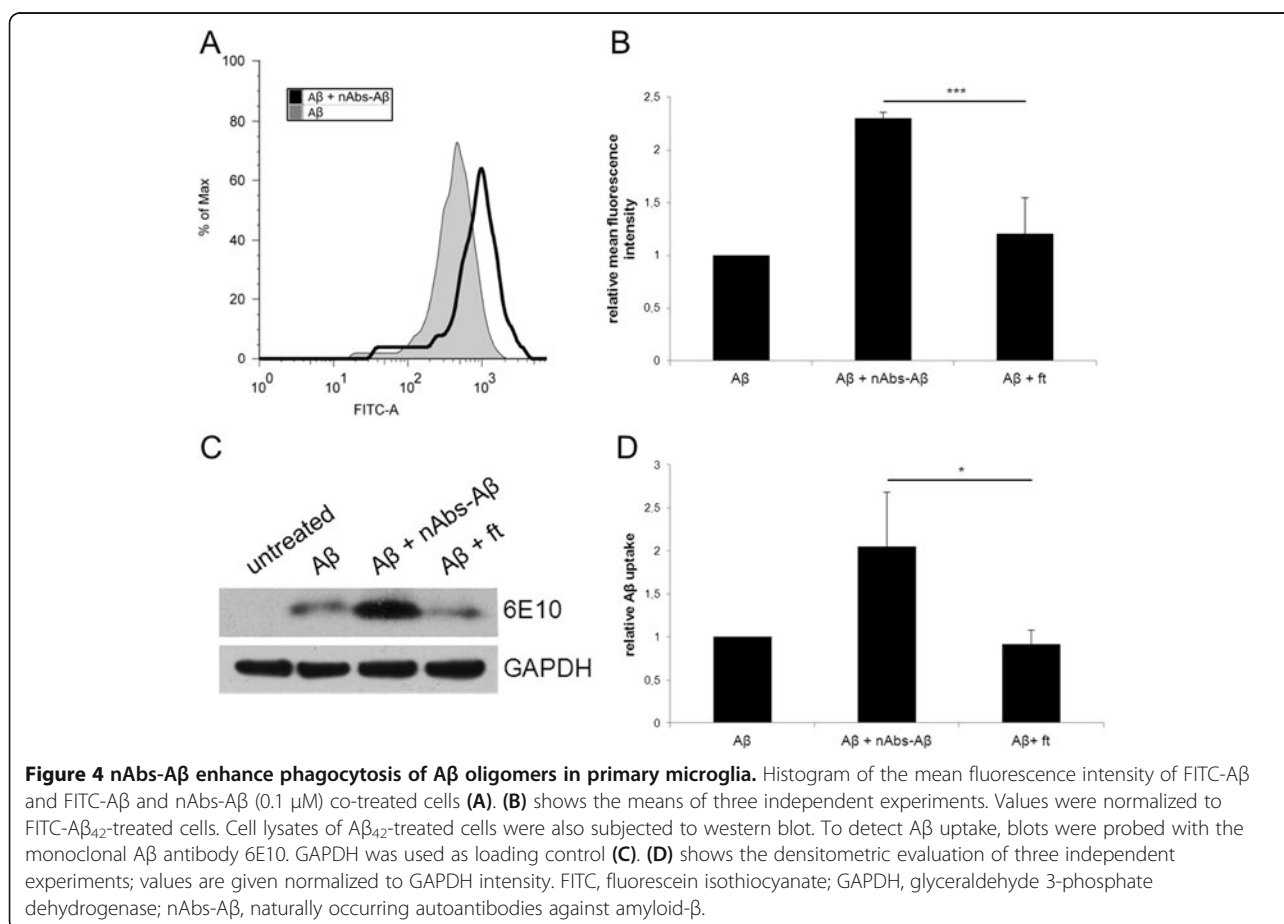 A
100
80
60
40
20
0
% of Max
Aβ + nAbs-Aβ
Aβ
10⁰ 10¹ 10² 10³
FITC-A
B
2,5
2
1,5
1
0,5
0
relative mean fluorescence
intensity
***
Aβ Aβ + nAbs-Aβ Aβ + ft
C
untreated Aβ Aβ + nAbs-Aβ Aβ + ft
6E10
GAPDH
D
3
2,5
2
1,5
1
0,5
0
relative Aβ uptake
*
Aβ Aβ + nAbs-Aβ Aβ+ ft
Figure 4 nAbs-Aβ enhance phagocytosis of Aβ oligomers in primary microglia. Histogram of the mean fluorescence intensity of FITC-Aβ
and FITC-Aβ and nAbs-Aβ (0.1 μM) co-treated cells (A). (B) shows the means of three independent experiments. Values were normalized to
FITC-Aβ₄₂-treated cells. Cell lysates of Aβ₄₂-treated cells were also subjected to western blot. To detect Aβ uptake, blots were probed with the
monoclonal Aβ antibody 6E10. GAPDH was used as loading control (C). (D) shows the densitometric evaluation of three independent
experiments; values are given normalized to GAPDH intensity. FITC, fluorescein isothiocyanate; GAPDH, glyceraldehyde 3-phosphate
dehydrogenase; nAbs-Aβ, naturally occurring autoantibodies against amyloid-β.